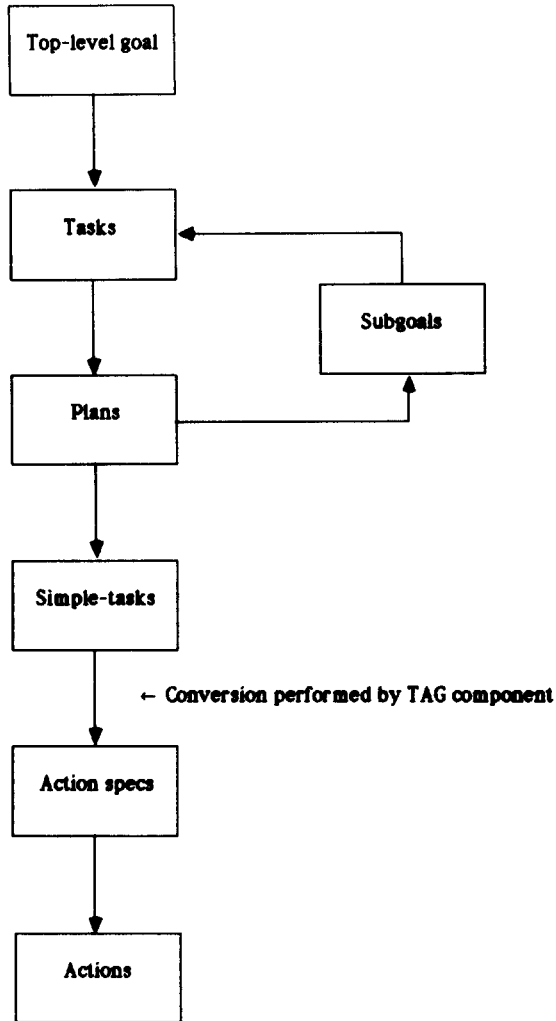 Top-level goal
Tasks
Subgoals
Plans
Simple-tasks
← Conversion performed by TAG component
Action specs
Actions